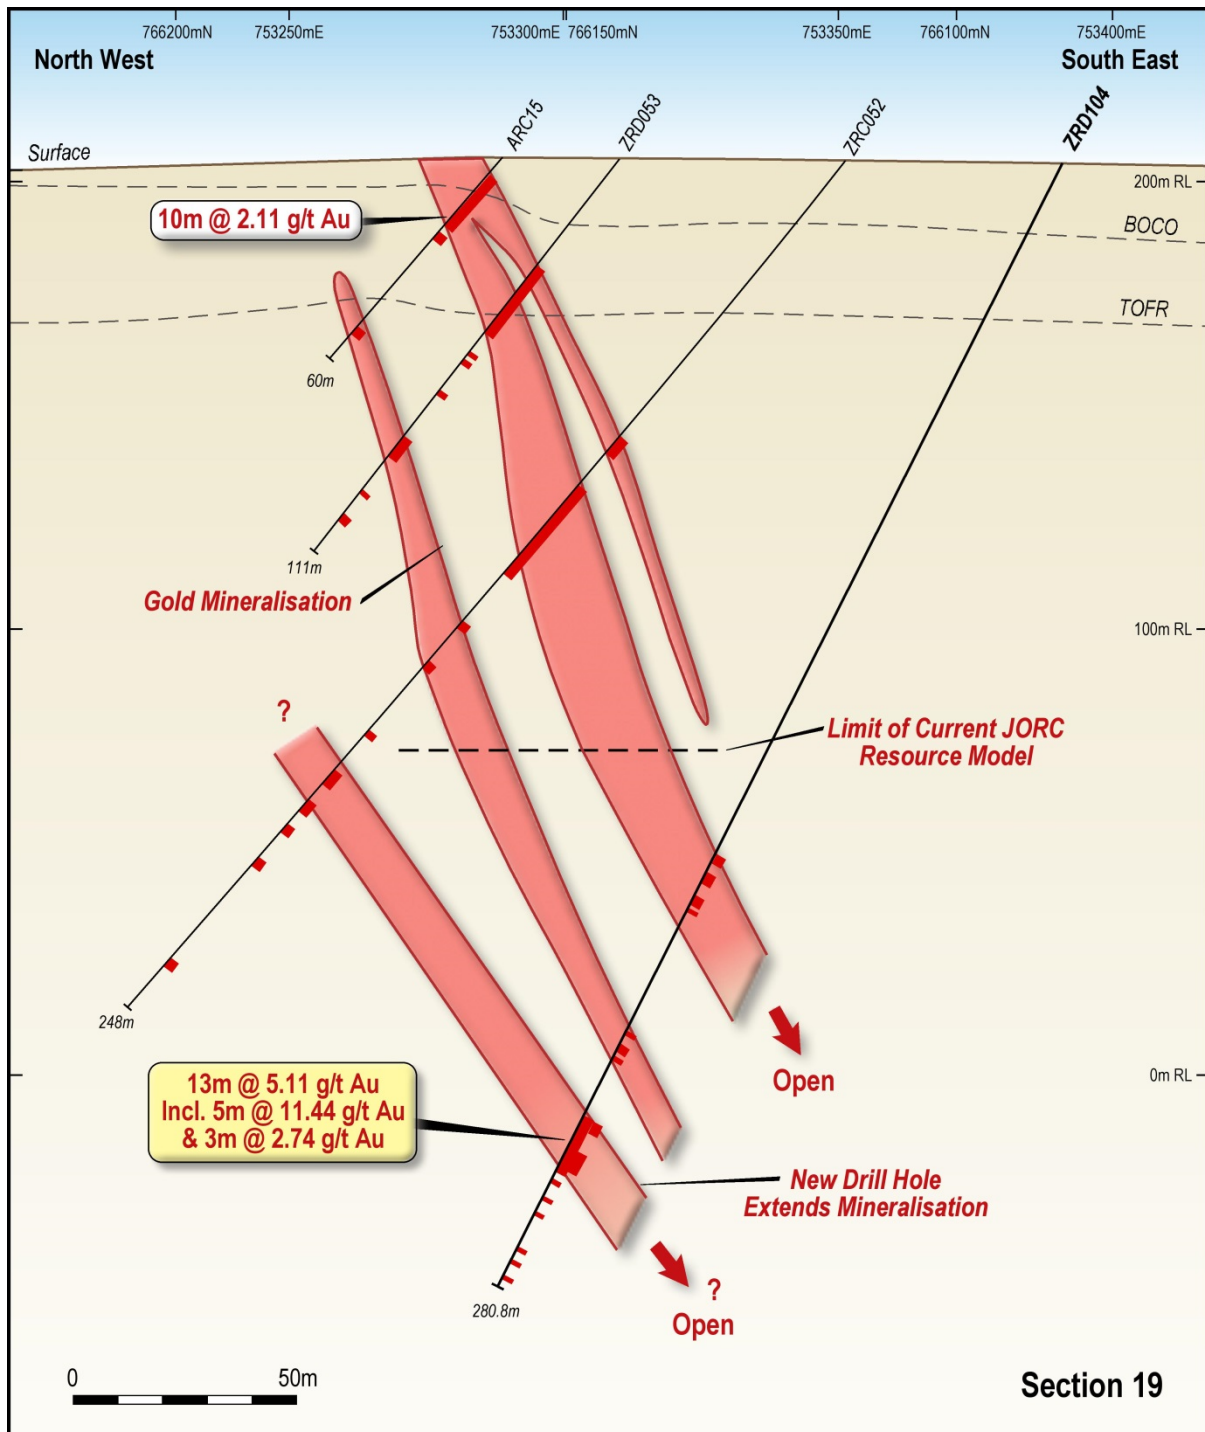 766200mN
753250mE
753300mE
766150mN
753350mE
766100mN
753400mE
North West
South East
ARC15
ZRD053
ZRC052
ZRD104
Surface
200m RL
10m @ 2.11 g/t Au
BOCO
TOFR
60m
111m
Gold Mineralisation
100m RL
?
Limit of Current JORC
Resource Model
248m
0m RL
Open
13m @ 5.11 g/t Au
Incl. 5m @ 11.44 g/t Au
& 3m @ 2.74 g/t Au
New Drill Hole
Extends Mineralisation
280.8m
?
Open
0
50m
Section 19